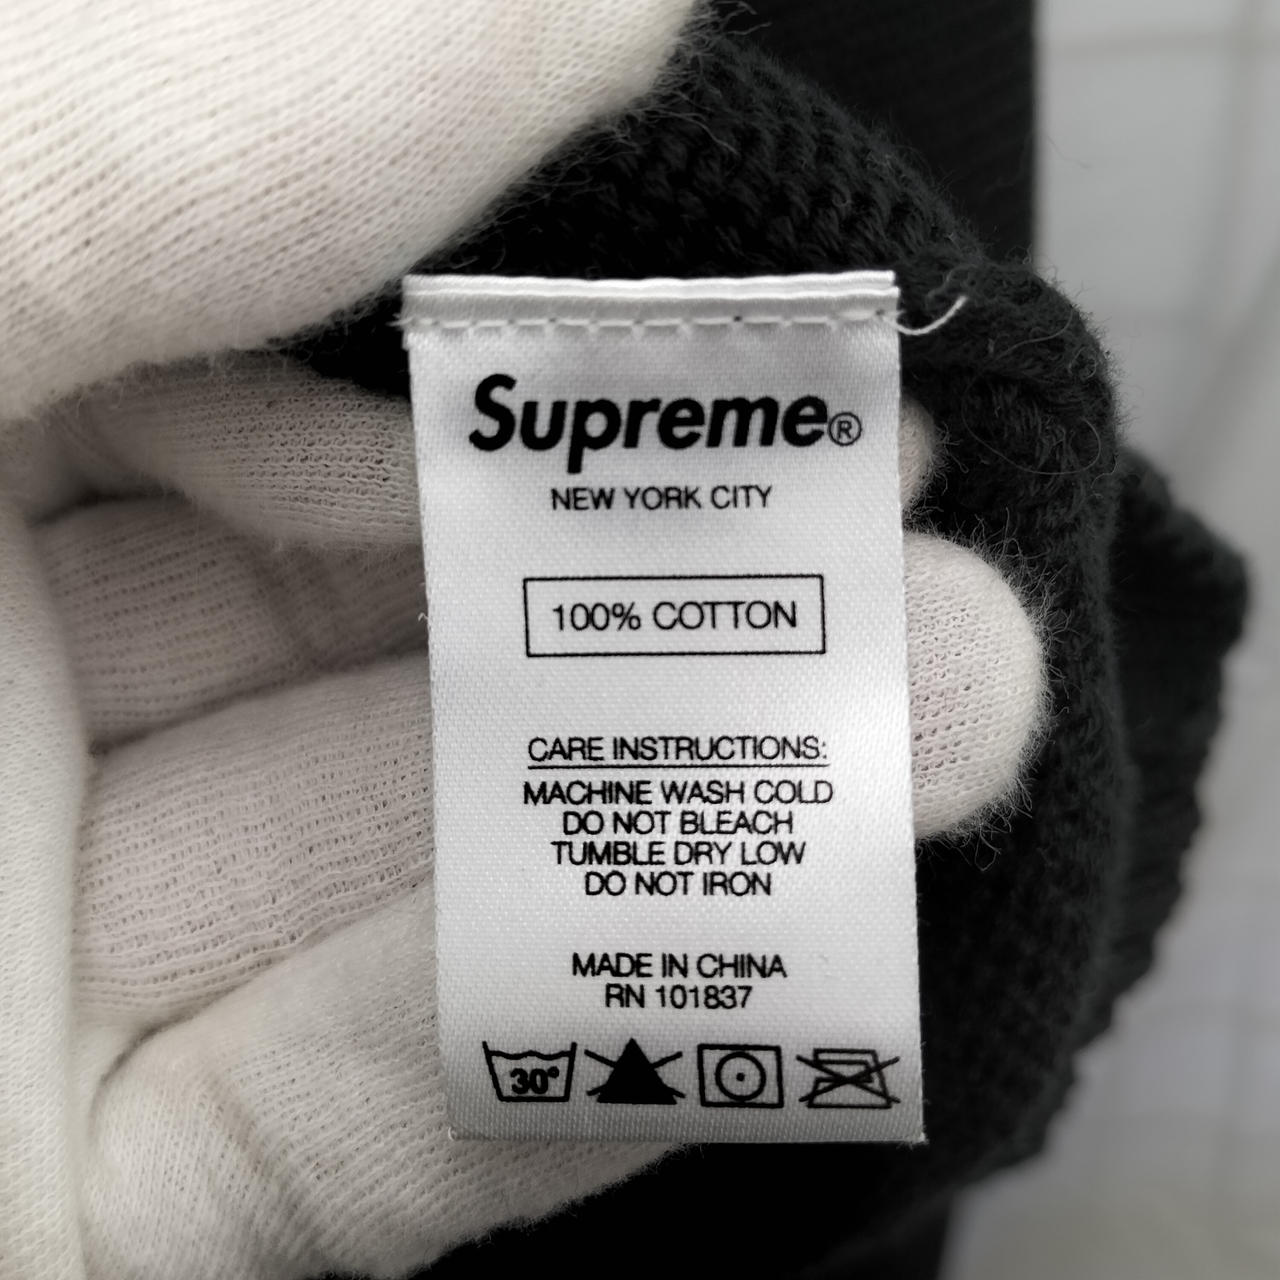 Supreme®
NEW YORK CITY
100% COTTON
CARE INSTRUCTIONS:
MACHINE WASH COLD
DO NOT BLEACH
TUMBLE DRY LOW
DO NOT IRON
MADE IN CHINA
RN 101837
30°